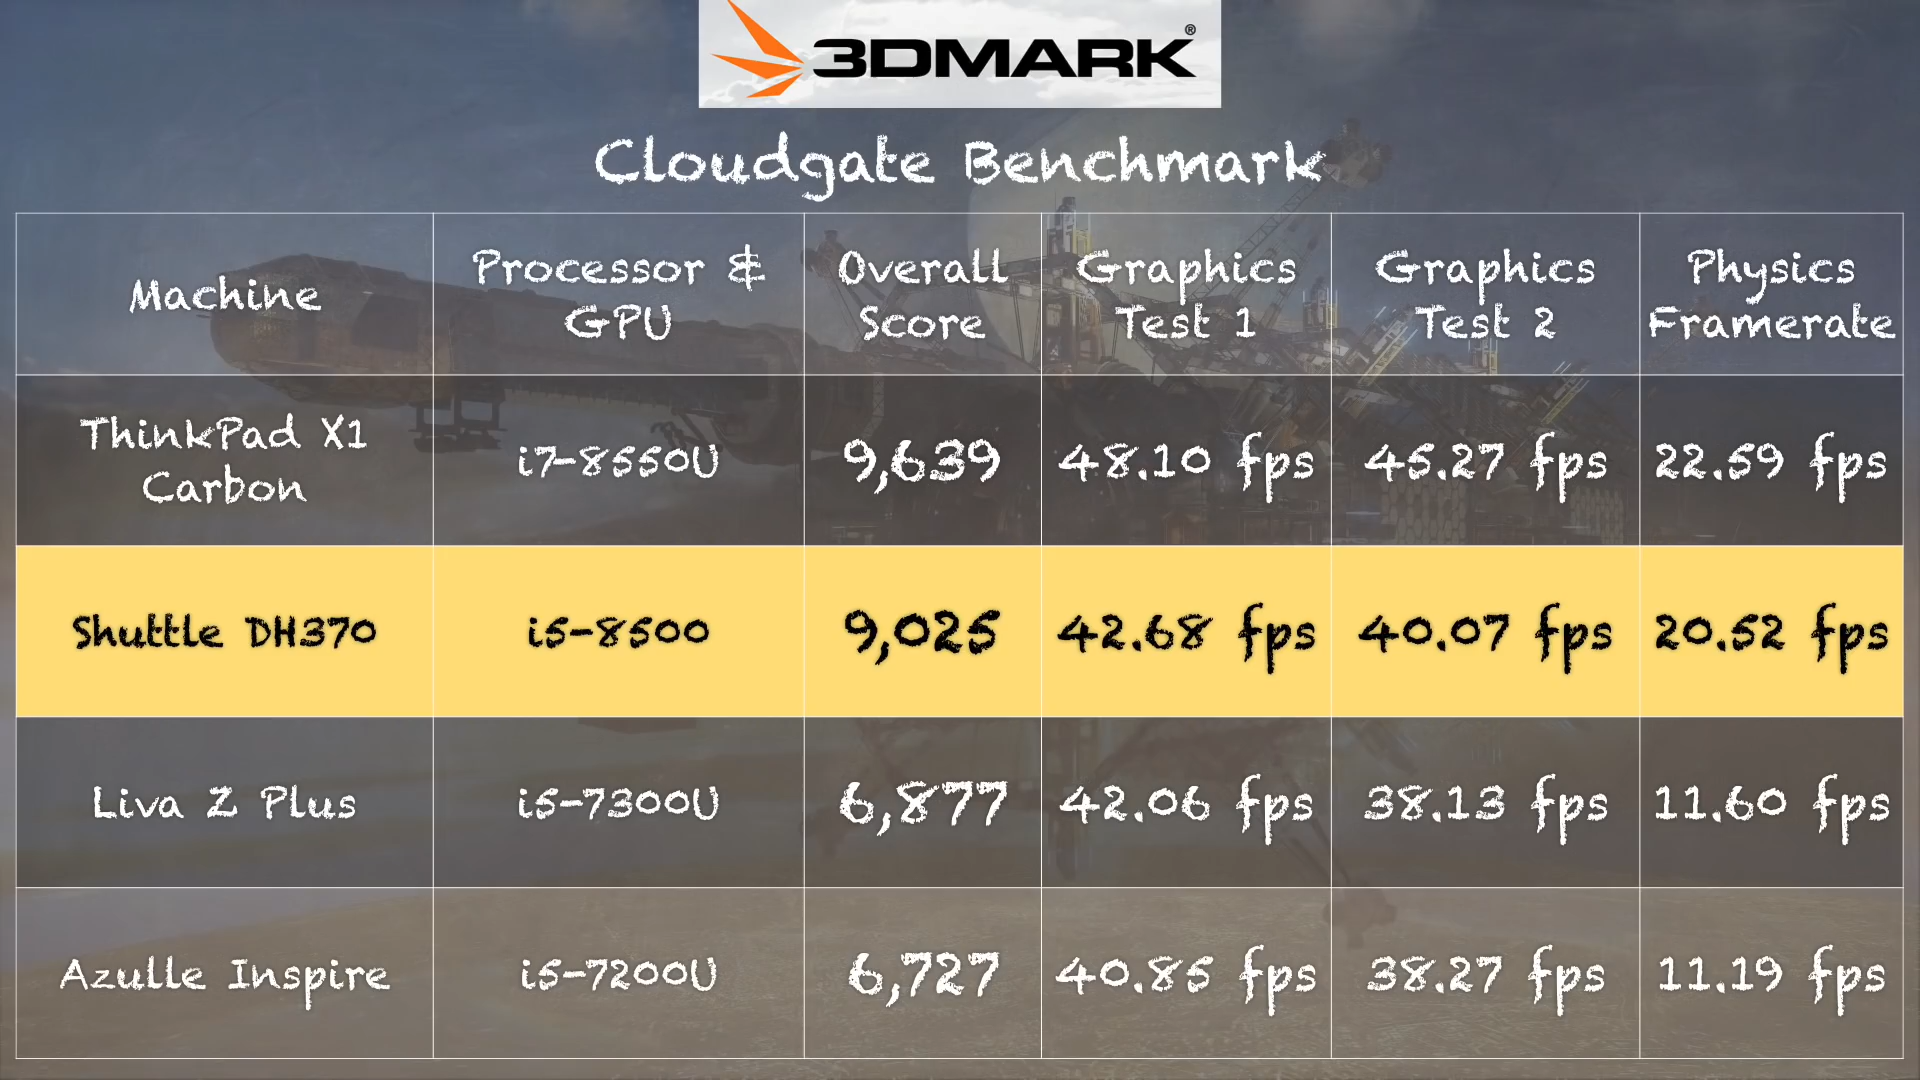 3DMARK®
Cloudgate Benchmark
Machine
Processor &
GPU
Overall
Score
Graphics
Test 1
Graphics
Test 2
Physics
Framerate
ThinkPad X1
Carbon
i7-8550U
9,639
48.10 fps
45.27 fps
22.59 fps
Shuttle DH370
i5-8500
9,025
42.68 fps
40.07 fps
20.52 fps
Liva Z Plus
i5-7300U
6,877
42.06 fps
38.13 fps
11.60 fps
Azulle Inspire
i5-7200U
6,727
40.85 fps
38.27 fps
11.19 fps